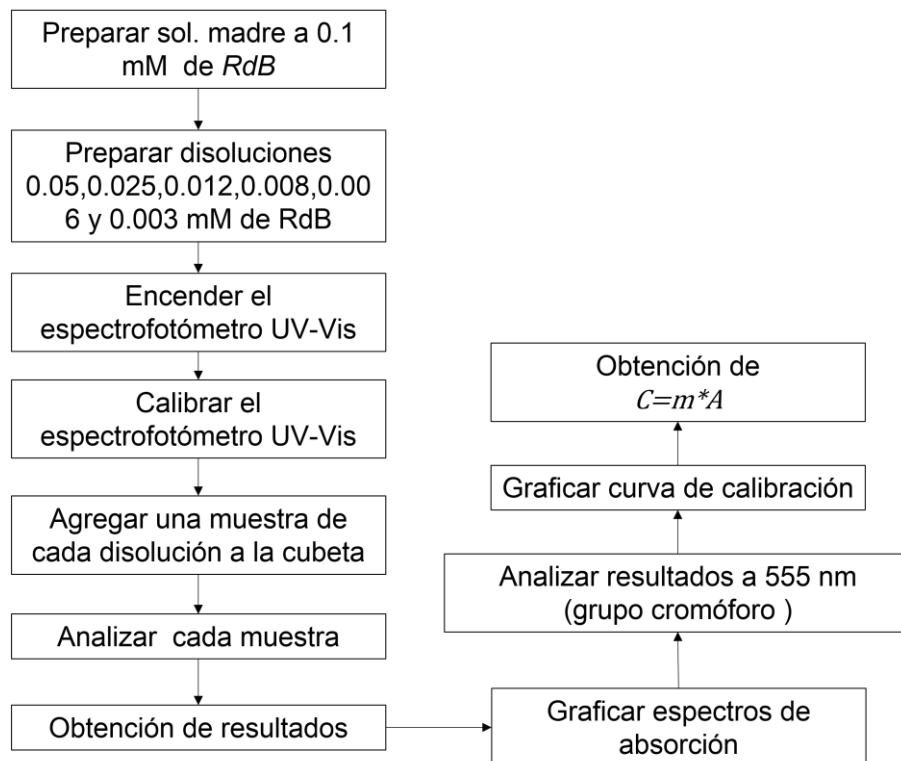 Preparar sol. madre a 0.1
mM de RdB
Preparar disoluciones
0.05,0.025,0.012,0.008,0.00
6 y 0.003 mM de RdB
Encender el
espectrofotómetro UV-Vis
Calibrar el
espectrofotómetro UV-Vis
Agregar una muestra de
cada disolución a la cubeta
Analizar cada muestra
Obtención de resultados
Graficar espectros de
absorción
Analizar resultados a 555 nm
(grupo cromóforo )
Graficar curva de calibración
Obtención de
C=m*A